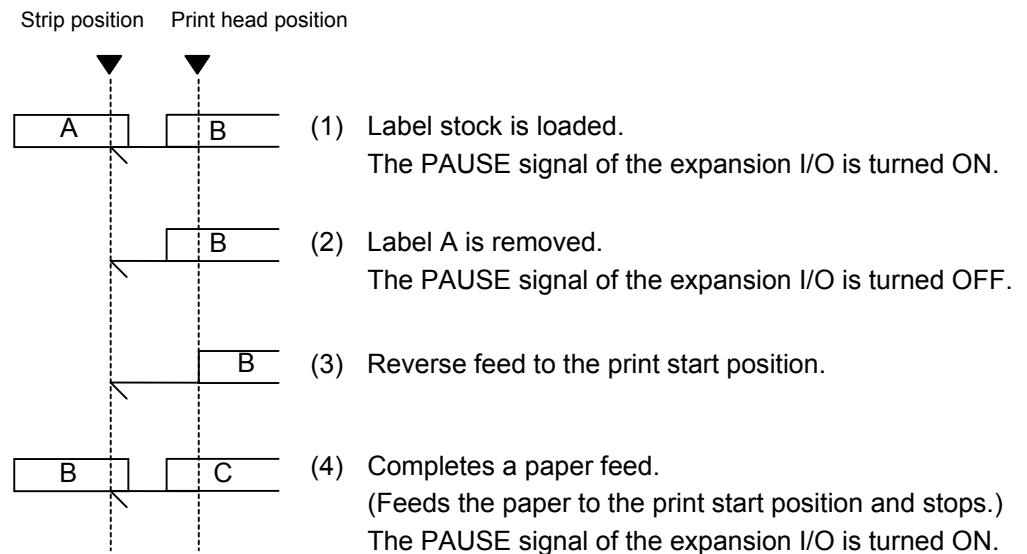 Strip position Print head position
A B (1) Label stock is loaded.
The PAUSE signal of the expansion I/O is turned ON.
B (2) Label A is removed.
The PAUSE signal of the expansion I/O is turned OFF.
B (3) Reverse feed to the print start position.
B C (4) Completes a paper feed.
(Feeds the paper to the print start position and stops.)
The PAUSE signal of the expansion I/O is turned ON.